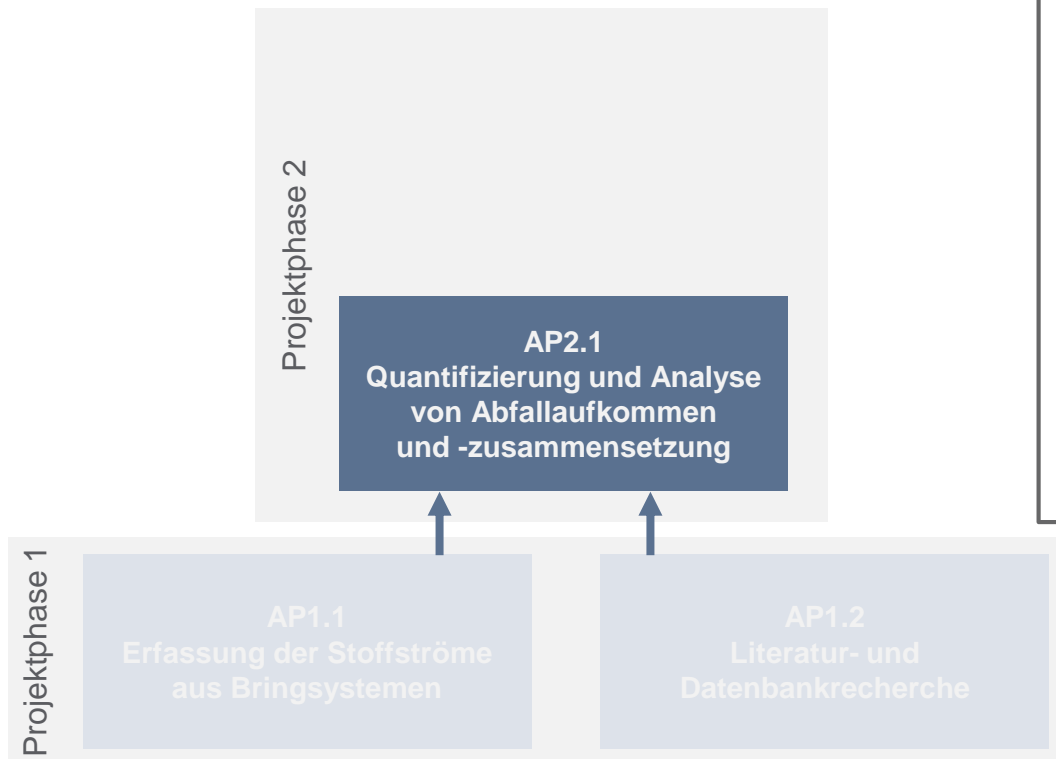 Projektphase 2
AP2.1
Quantifizierung und Analyse
von Abfallaufkommen
und -zusammensetzung
Projektphase 1
AP1.1
Erfassung der Stoffströme
aus Bringsystemen
AP1.2
Literatur- und
Datenbankrecherche